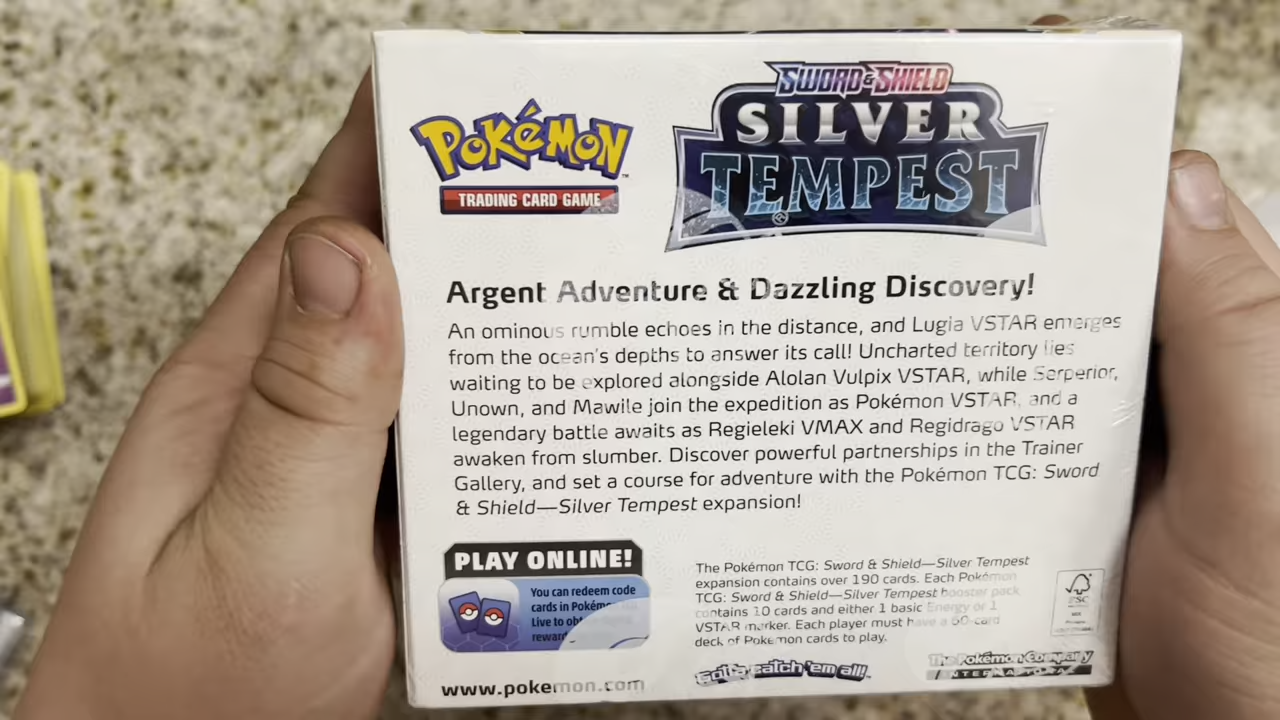 SWORD & SHIELD
SILVER
TEMPEST
POKéMON
TRADING CARD GAME
Argent Adventure & Dazzling Discovery!
An ominous rumble echoes in the distance, and Lugia VSTAR emerges
from the ocean's depths to answer its call! Uncharted territory lies
waiting to be explored alongside Alolan Vulpix VSTAR, while Serperior,
Unown, and Mawile join the expedition as Pokémon VSTAR, and a
legendary battle awaits as Regieleki VMAX and Regidrago VSTAR
awaken from slumber. Discover powerful partnerships in the Trainer
Gallery, and set a course for adventure with the Pokémon TCG: Sword
& Shield—Silver Tempest expansion!
PLAY ONLINE!
You can redeem code
cards in Pokémon
Live to
The Pokémon TCG: Sword & Shield—Silver Tempest
expansion contains over 190 cards. Each Pokémon
TCG: Sword & Shield—Silver Tempest booster pack
contains 10 cards and either 1 basic Energy or 1
VSTAR marker. Each player must have a 60-card
deck of Pokémon cards to play.
FSC
Gotta catch 'em all!
The Pokémon Company
INTERNATIONAL
www.pokemon.com